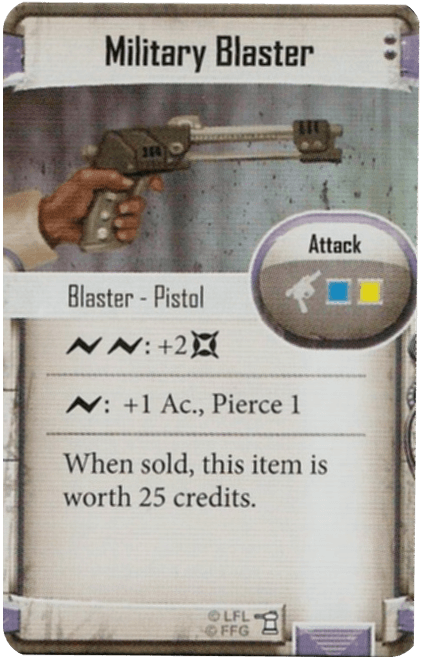 Military Blaster
Attack
Blaster - Pistol
: +2
: +1 Ac., Pierce 1
When sold, this item is
worth 25 credits.
© LFL
© FFG